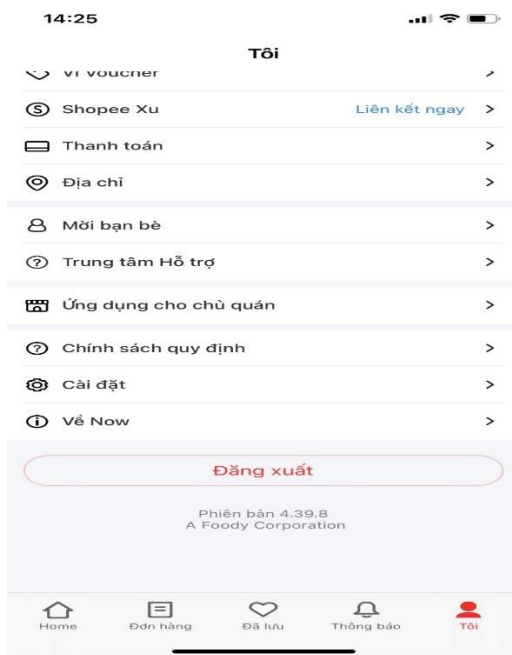 14:25
Tôi
Ví Voucher
Shopee Xu Liên kết ngay >
Thanh toán >
Địa chỉ >
Mời bạn bè >
Trung tâm Hỗ trợ >
Ứng dụng cho chủ quán >
Chính sách quy định >
Cài đặt >
Về Now >
Đăng xuất
Phiên bản 4.39.8
A Foody Corporation
Home Đơn hàng Đã lưu Thông báo Tôi